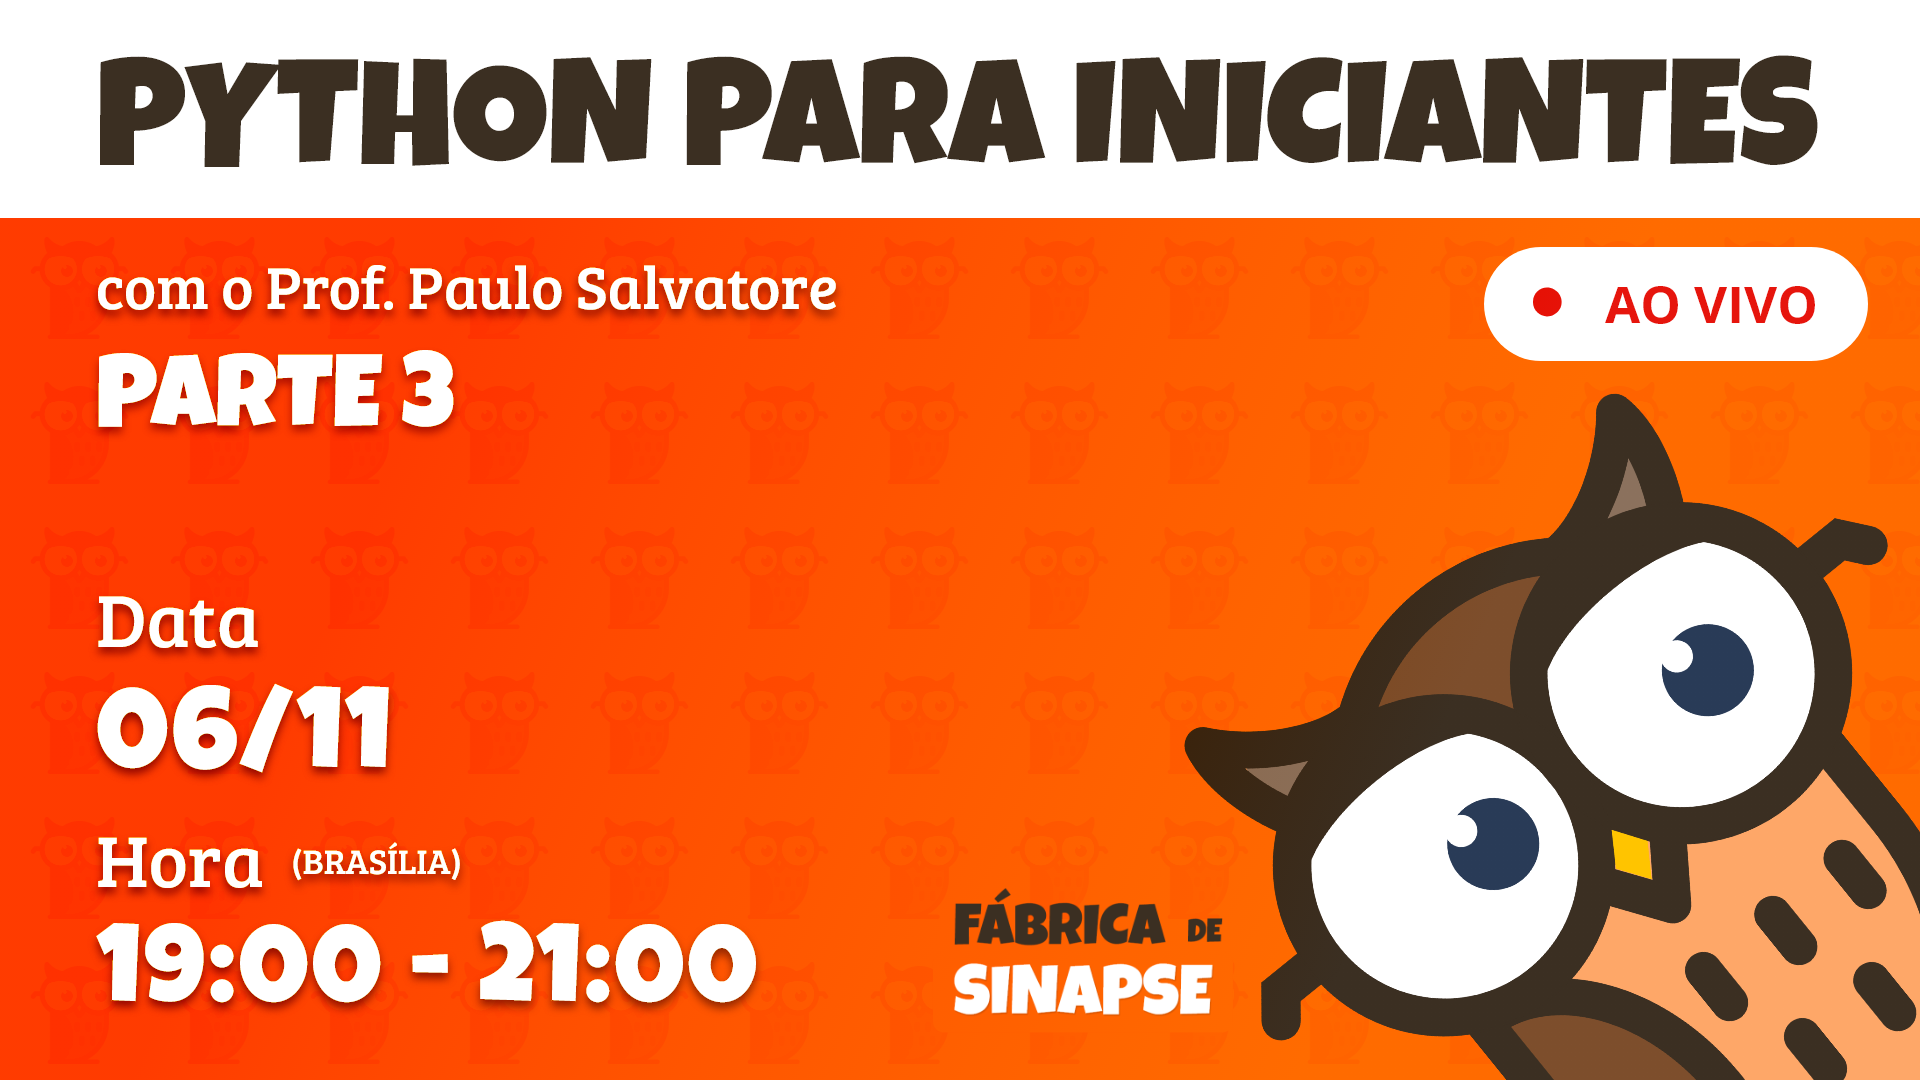 PYTHON PARA INICIANTES
com o Prof. Paulo Salvatore
PARTE 3
AO VIVO
Data
06/11
Hora (BRASÍLIA)
19:00 - 21:00
FÁBRICA DE
SINAPSE